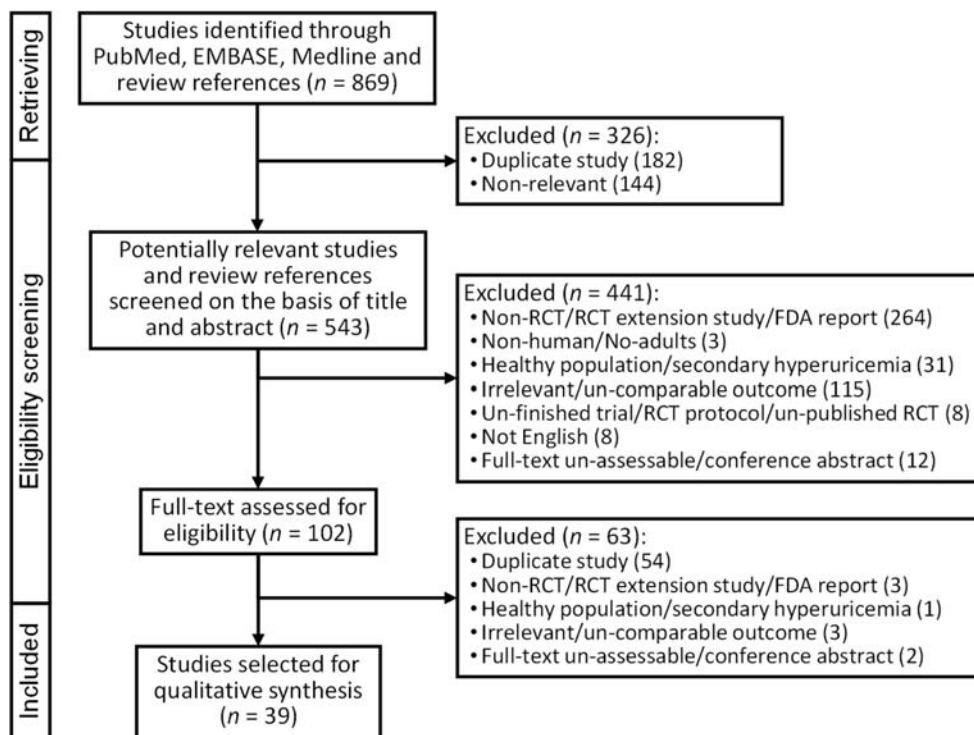 Retrieving
Studies identified through
PubMed, EMBASE, Medline and
review references (n = 869)
Excluded (n = 326):
• Duplicate study (182)
• Non-relevant (144)
Eligibility screening
Potentially relevant studies
and review references
screened on the basis of title
and abstract (n = 543)
Excluded (n = 441):
• Non-RCT/RCT extension study/FDA report (264)
• Non-human/No-adults (3)
• Healthy population/secondary hyperuricemia (31)
• Irrelevant/un-comparable outcome (115)
• Un-finished trial/RCT protocol/un-published RCT (8)
• Not English (8)
• Full-text un-assessable/conference abstract (12)
Full-text assessed for
eligibility (n = 102)
Excluded (n = 63):
• Duplicate study (54)
• Non-RCT/RCT extension study/FDA report (3)
• Healthy population/secondary hyperuricemia (1)
• Irrelevant/un-comparable outcome (3)
• Full-text un-assessable/conference abstract (2)
Included
Studies selected for
qualitative synthesis
(n = 39)